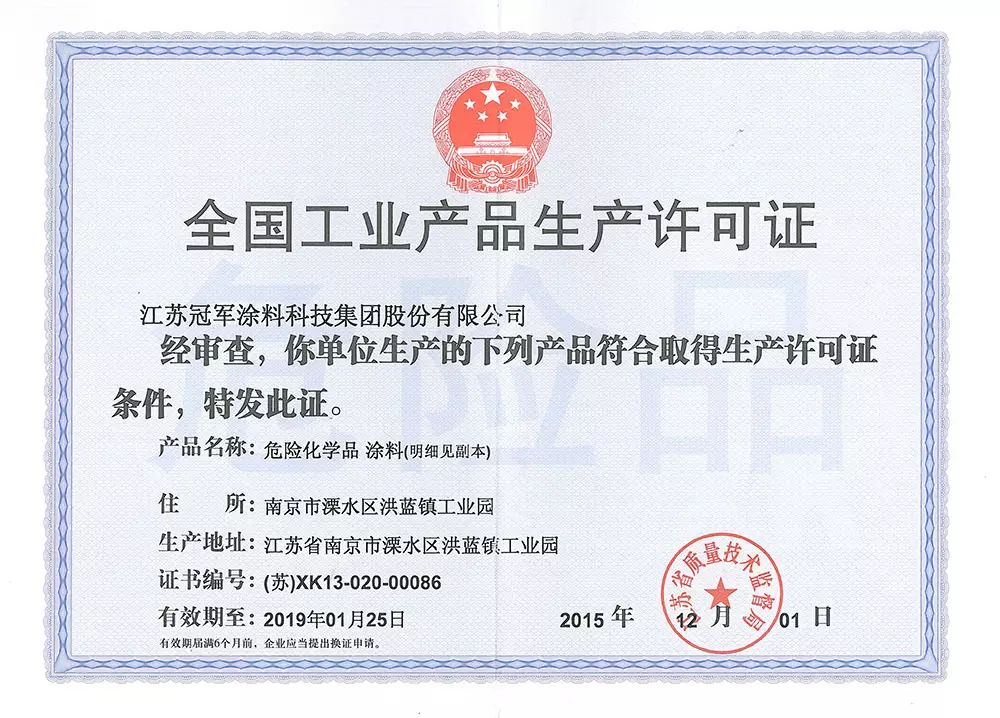 全国工业产品生产许可证
危险品
江苏冠军涂料科技集团股份有限公司
经审查，你单位生产的下列产品符合取得生产许可证
条件，特发此证。
产品名称：危险化学品 涂料(明细见副本)
住　　所：南京市溧水区洪蓝镇工业园
生产地址：江苏省南京市溧水区洪蓝镇工业园
证书编号：(苏)XK13-020-00086
有效期至：2019年01月25日
2015 年 12 月 01 日
江苏省质量技术监督局
有效期届满6个月前，企业应当提出换证申请。